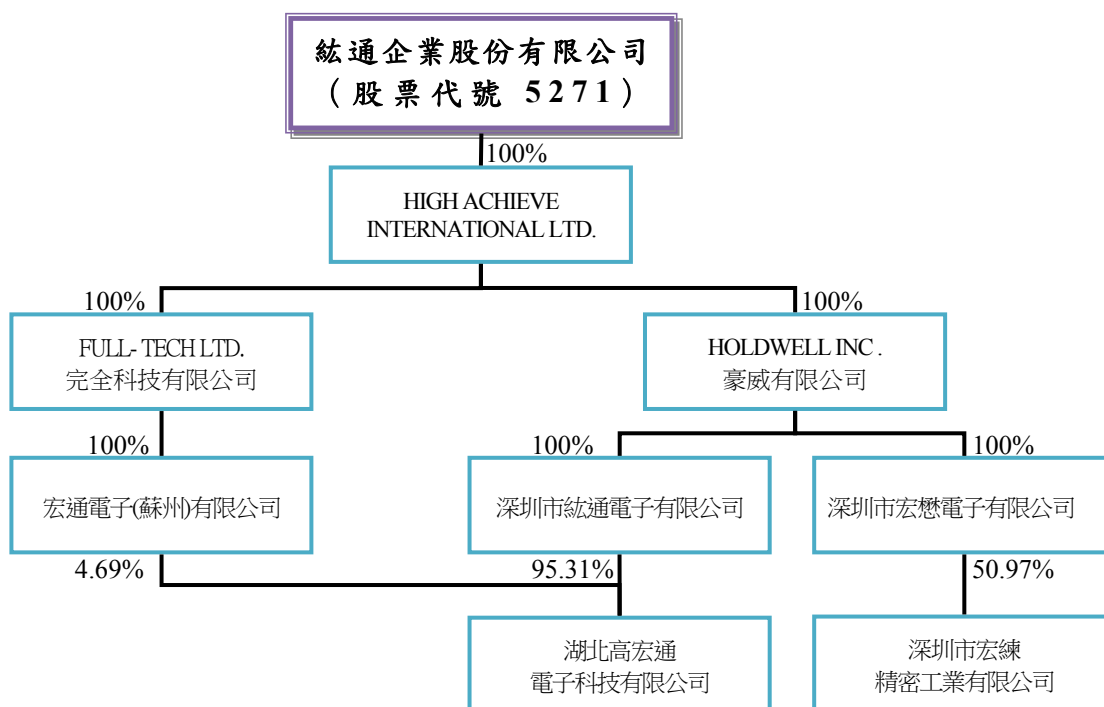 紘通企業股份有限公司
（股票代號 5271）
100%
HIGH ACHIEVE
INTERNATIONAL LTD.
100%
100%
FULL-TECH LTD.
完全科技有限公司
HOLDWELL INC .
豪威有限公司
100%
100%
100%
宏通電子(蘇州)有限公司
深圳市紘通電子有限公司
深圳市宏懋電子有限公司
4.69%
95.31%
50.97%
湖北高宏通
電子科技有限公司
深圳市宏練
精密工業有限公司